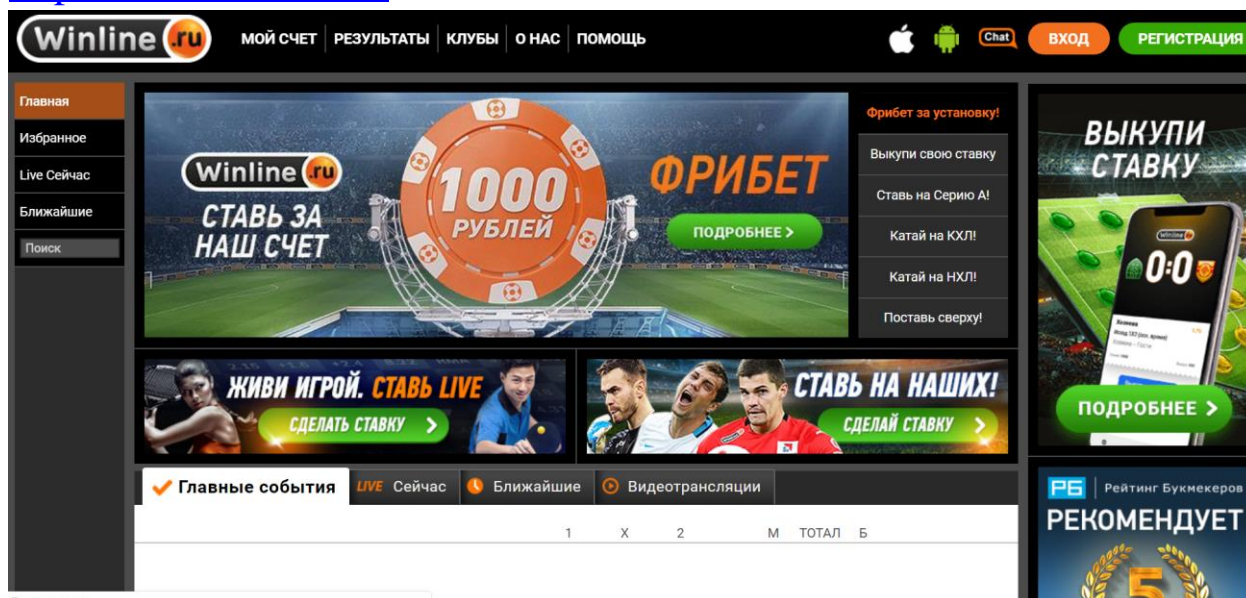 Winline.ru
МОЙ СЧЕТ
РЕЗУЛЬТАТЫ
КЛУБЫ
О НАС
ПОМОЩЬ
Chat
ВХОД
РЕГИСТРАЦИЯ
Главная
Избранное
Live Сейчас
Ближайшие
Поиск
Winline.ru
СТАВЬ ЗА
НАШ СЧЕТ
1000
РУБЛЕЙ
ФРИБЕТ
ПОДРОБНЕЕ >
Фрибет за установку!
Выкупи свою ставку
Ставь на Серию А!
Катай на КХЛ!
Катай на НХЛ!
Поставь сверху!
ВЫКУПИ
СТАВКУ
Winline
0:0
ПОДРОБНЕЕ >
ЖИВИ ИГРОЙ. СТАВЬ LIVE
СДЕЛАТЬ СТАВКУ >
СТАВЬ НА НАШИХ!
СДЕЛАЙ СТАВКУ >
Главные события
LIVE Сейчас
Ближайшие
Видеотрансляции
1 X 2 М ТОТАЛ Б
РБ Рейтинг Букмекеров
РЕКОМЕНДУЕТ
5